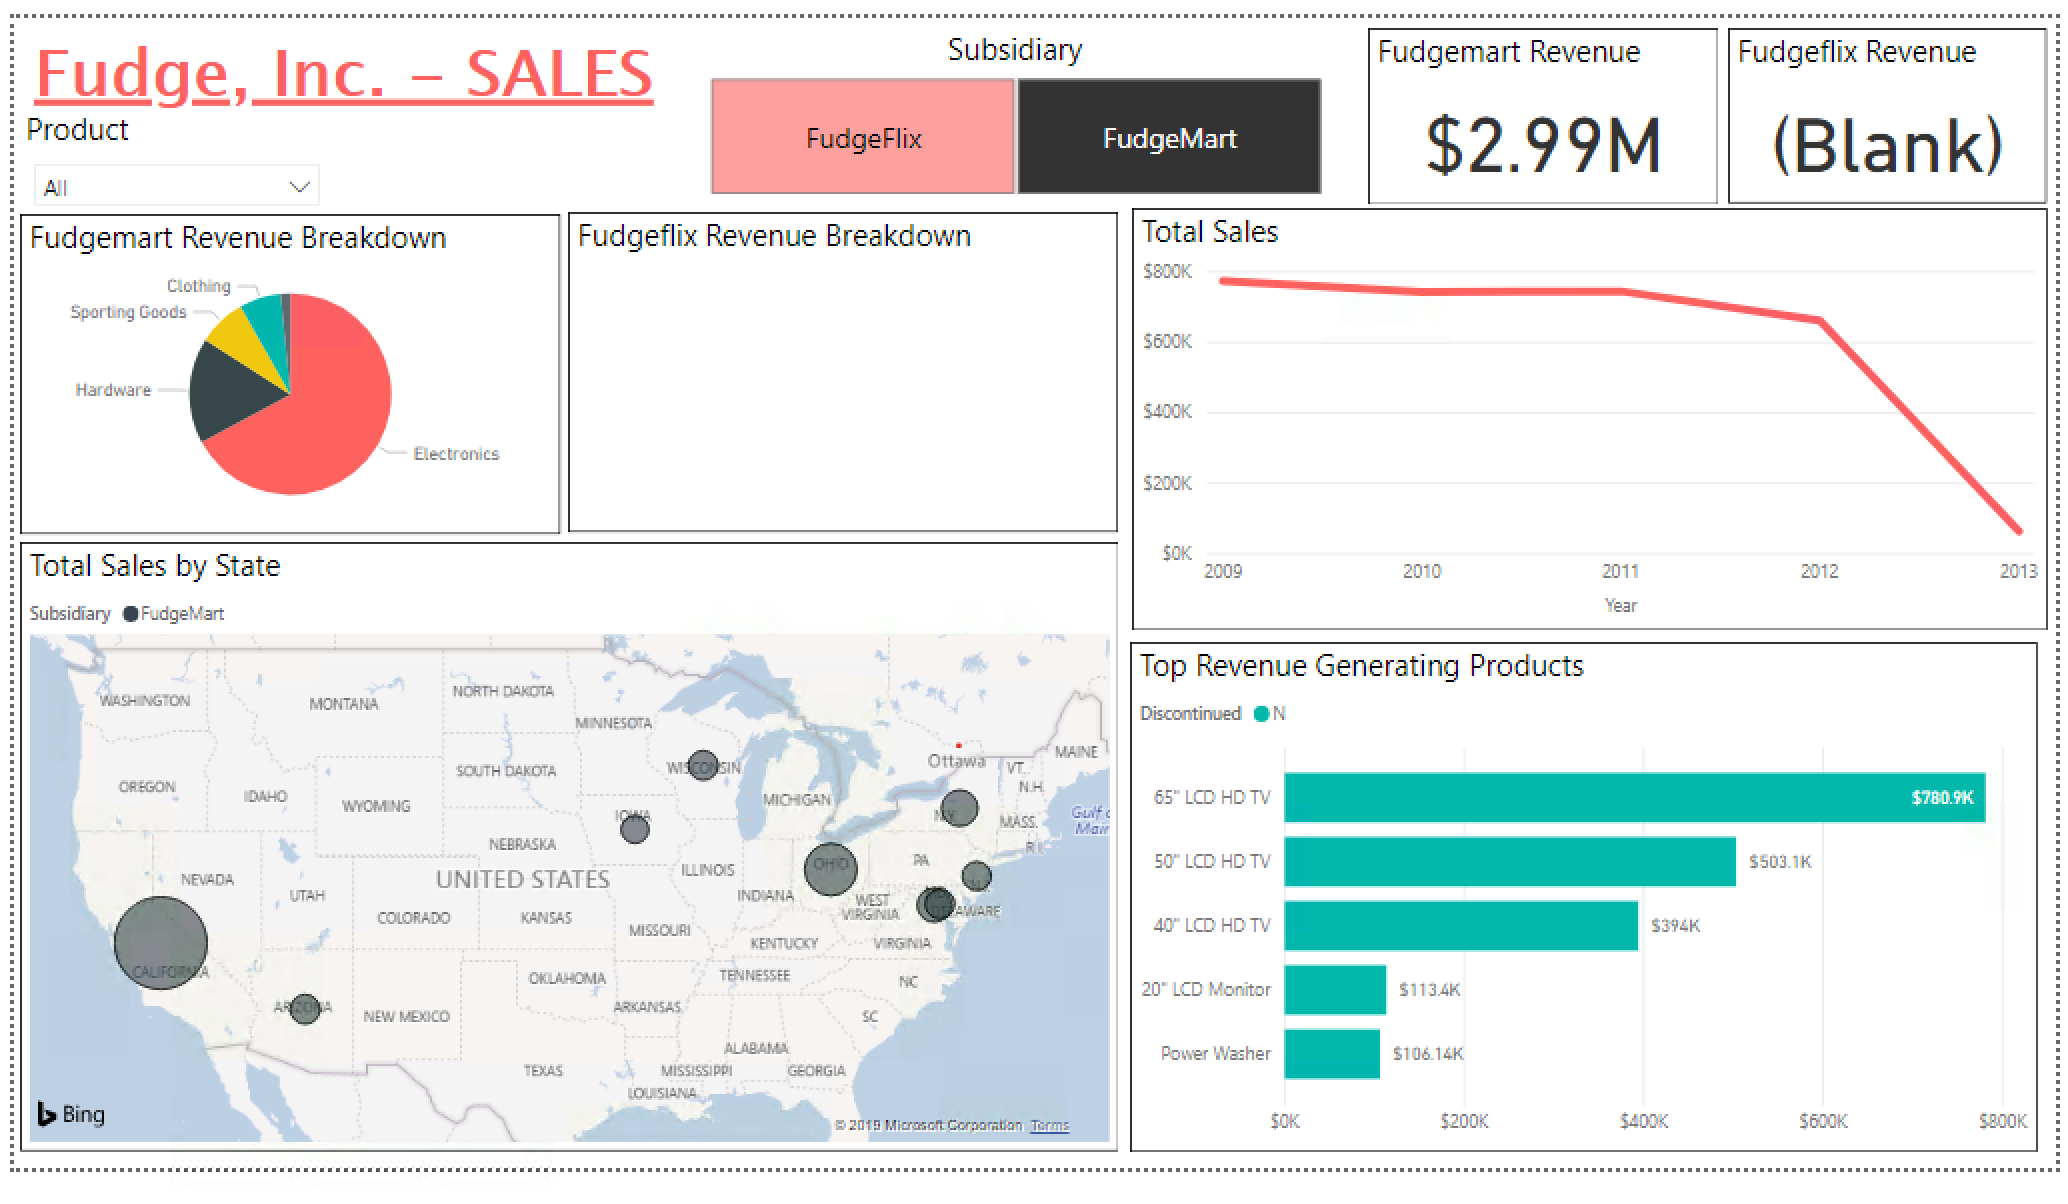 Fudge, Inc. – SALES
Product
All
Subsidiary
FudgeFlix
FudgeMart
Fudgemart Revenue
$2.99M
Fudgeflix Revenue
(Blank)
Fudgemart Revenue Breakdown
Clothing
Sporting Goods
Hardware
Electronics
Fudgeflix Revenue Breakdown
Total Sales
$800K
$600K
$400K
$200K
$0K
2009 2010 2011 2012 2013
Year
Total Sales by State
Subsidiary FudgeMart
WASHINGTON
MONTANA
NORTH DAKOTA
MINNESOTA
OREGON
IDAHO
WYOMING
SOUTH DAKOTA
WISCONSIN
MICHIGAN
Ottawa
VT.
MAINE
N.H.
NY
MASS.
Gulf o
Main
R.I.
IOWA
NEBRASKA
NEVADA
UTAH
UNITED STATES
ILLINOIS
INDIANA
OHIO
PA
WEST
VIRGINIA
DELAWARE
COLORADO
KANSAS
MISSOURI
KENTUCKY
VIRGINIA
CALIFORNIA
ARIZONA
NEW MEXICO
OKLAHOMA
ARKANSAS
TENNESSEE
NC
SC
ALABAMA
TEXAS
MISSISSIPPI
GEORGIA
LOUISIANA
Bing
© 2019 Microsoft Corporation Terms
Top Revenue Generating Products
Discontinued N
65" LCD HD TV $780.9K
50" LCD HD TV $503.1K
40" LCD HD TV $394K
20" LCD Monitor $113.4K
Power Washer $106.14K
$0K $200K $400K $600K $800K